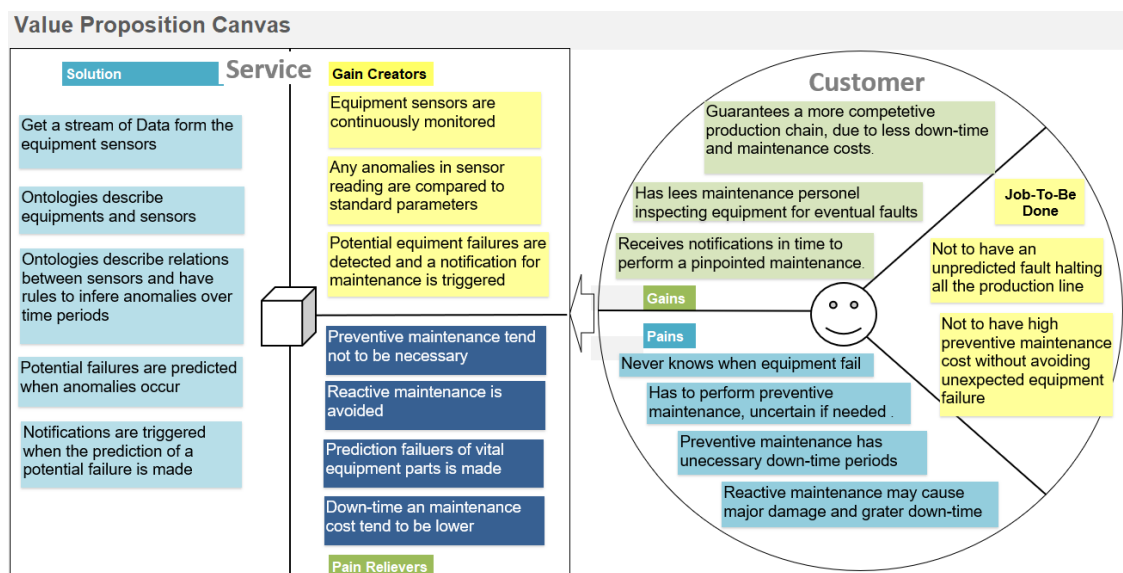 Value Proposition Canvas
Solution
Service
Get a stream of Data form the
equipment sensors
Ontologies describe
equipments and sensors
Ontologies describe relations
between sensors and have
rules to infere anomalies over
time periods
Potential failures are predicted
when anomalies occur
Notifications are triggered
when the prediction of
a potential failure is made
Gain Creators
Equipment sensors are
continuously monitored
Any anomalies in sensor
reading are compared to
standard parameters
Potential equiment failures are
detected and a notification for
maintenance is triggered
Preventive maintenance tend
not to be necessary
Reactive maintenance is
avoided
Prediction failuers of vital
equipment parts is made
Down-time an maintenance
cost tend to be lower
Pain Relievers
Customer
Guarantees a more competetive
production chain, due to less down-time
and maintenance costs.
Has lees maintenance personel
inspecting equipment for eventual faults
Receives notifications in time to
perform a pinpointed maintenance.
Gains
Pains
Never knows when equipment fail
Has to perform preventive
maintenance, uncertain if needed .
Preventive maintenance has
unecessary down-time periods
Reactive maintenance may cause
major damage and grater down-time
Job-To-Be
Done
Not to have an
unpredicted fault halting
all the production line
Not to have high
preventive maintenance
cost without avoiding
unexpected equipment
failure